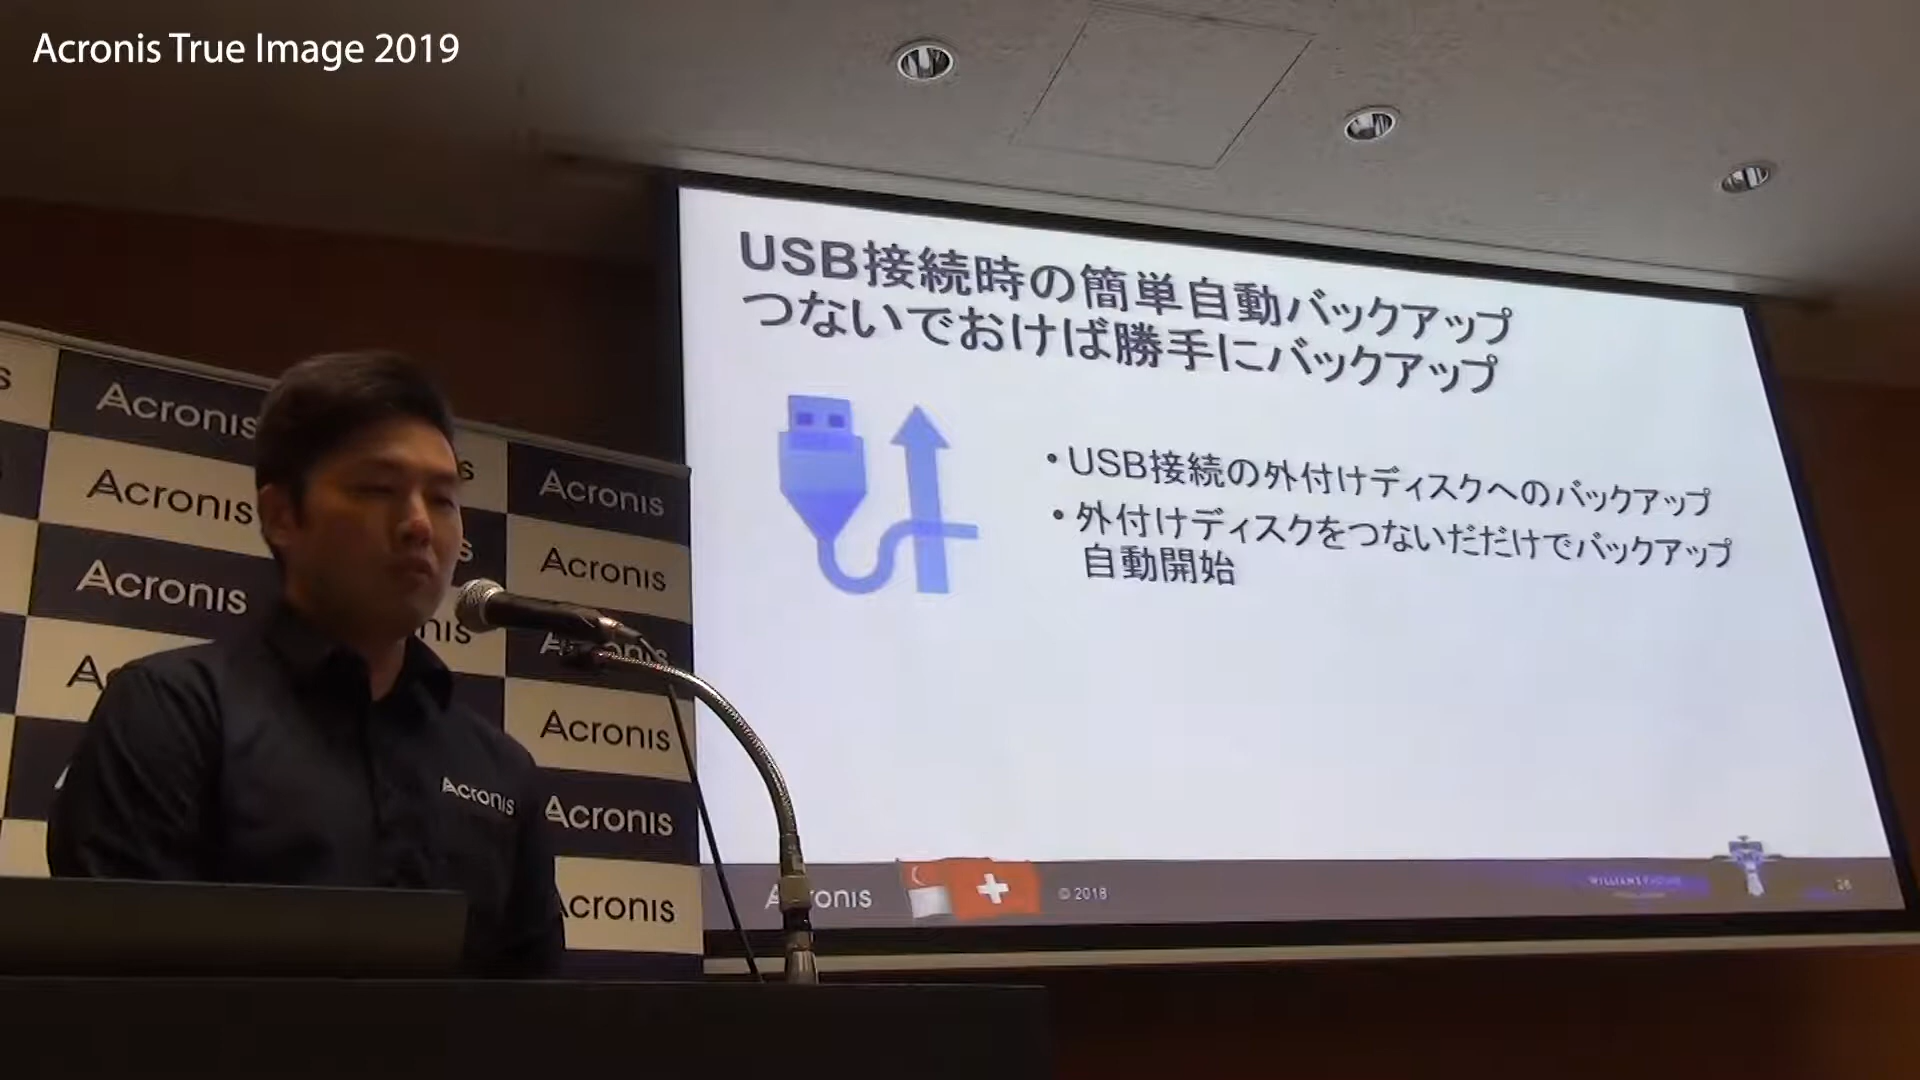 Acronis True Image 2019
USB接続時の簡単自動バックアップ
つないでおけば勝手にバックアップ
• USB接続の外付けディスクへのバックアップ
• 外付けディスクをつないだだけでバックアップ
自動開始
Acronis
© 2018
WILLIAMS
26
Acronis
Acronis
Acronis
Acronis
Acronis
Acronis
Acronis
Acronis
Acronis
Acronis